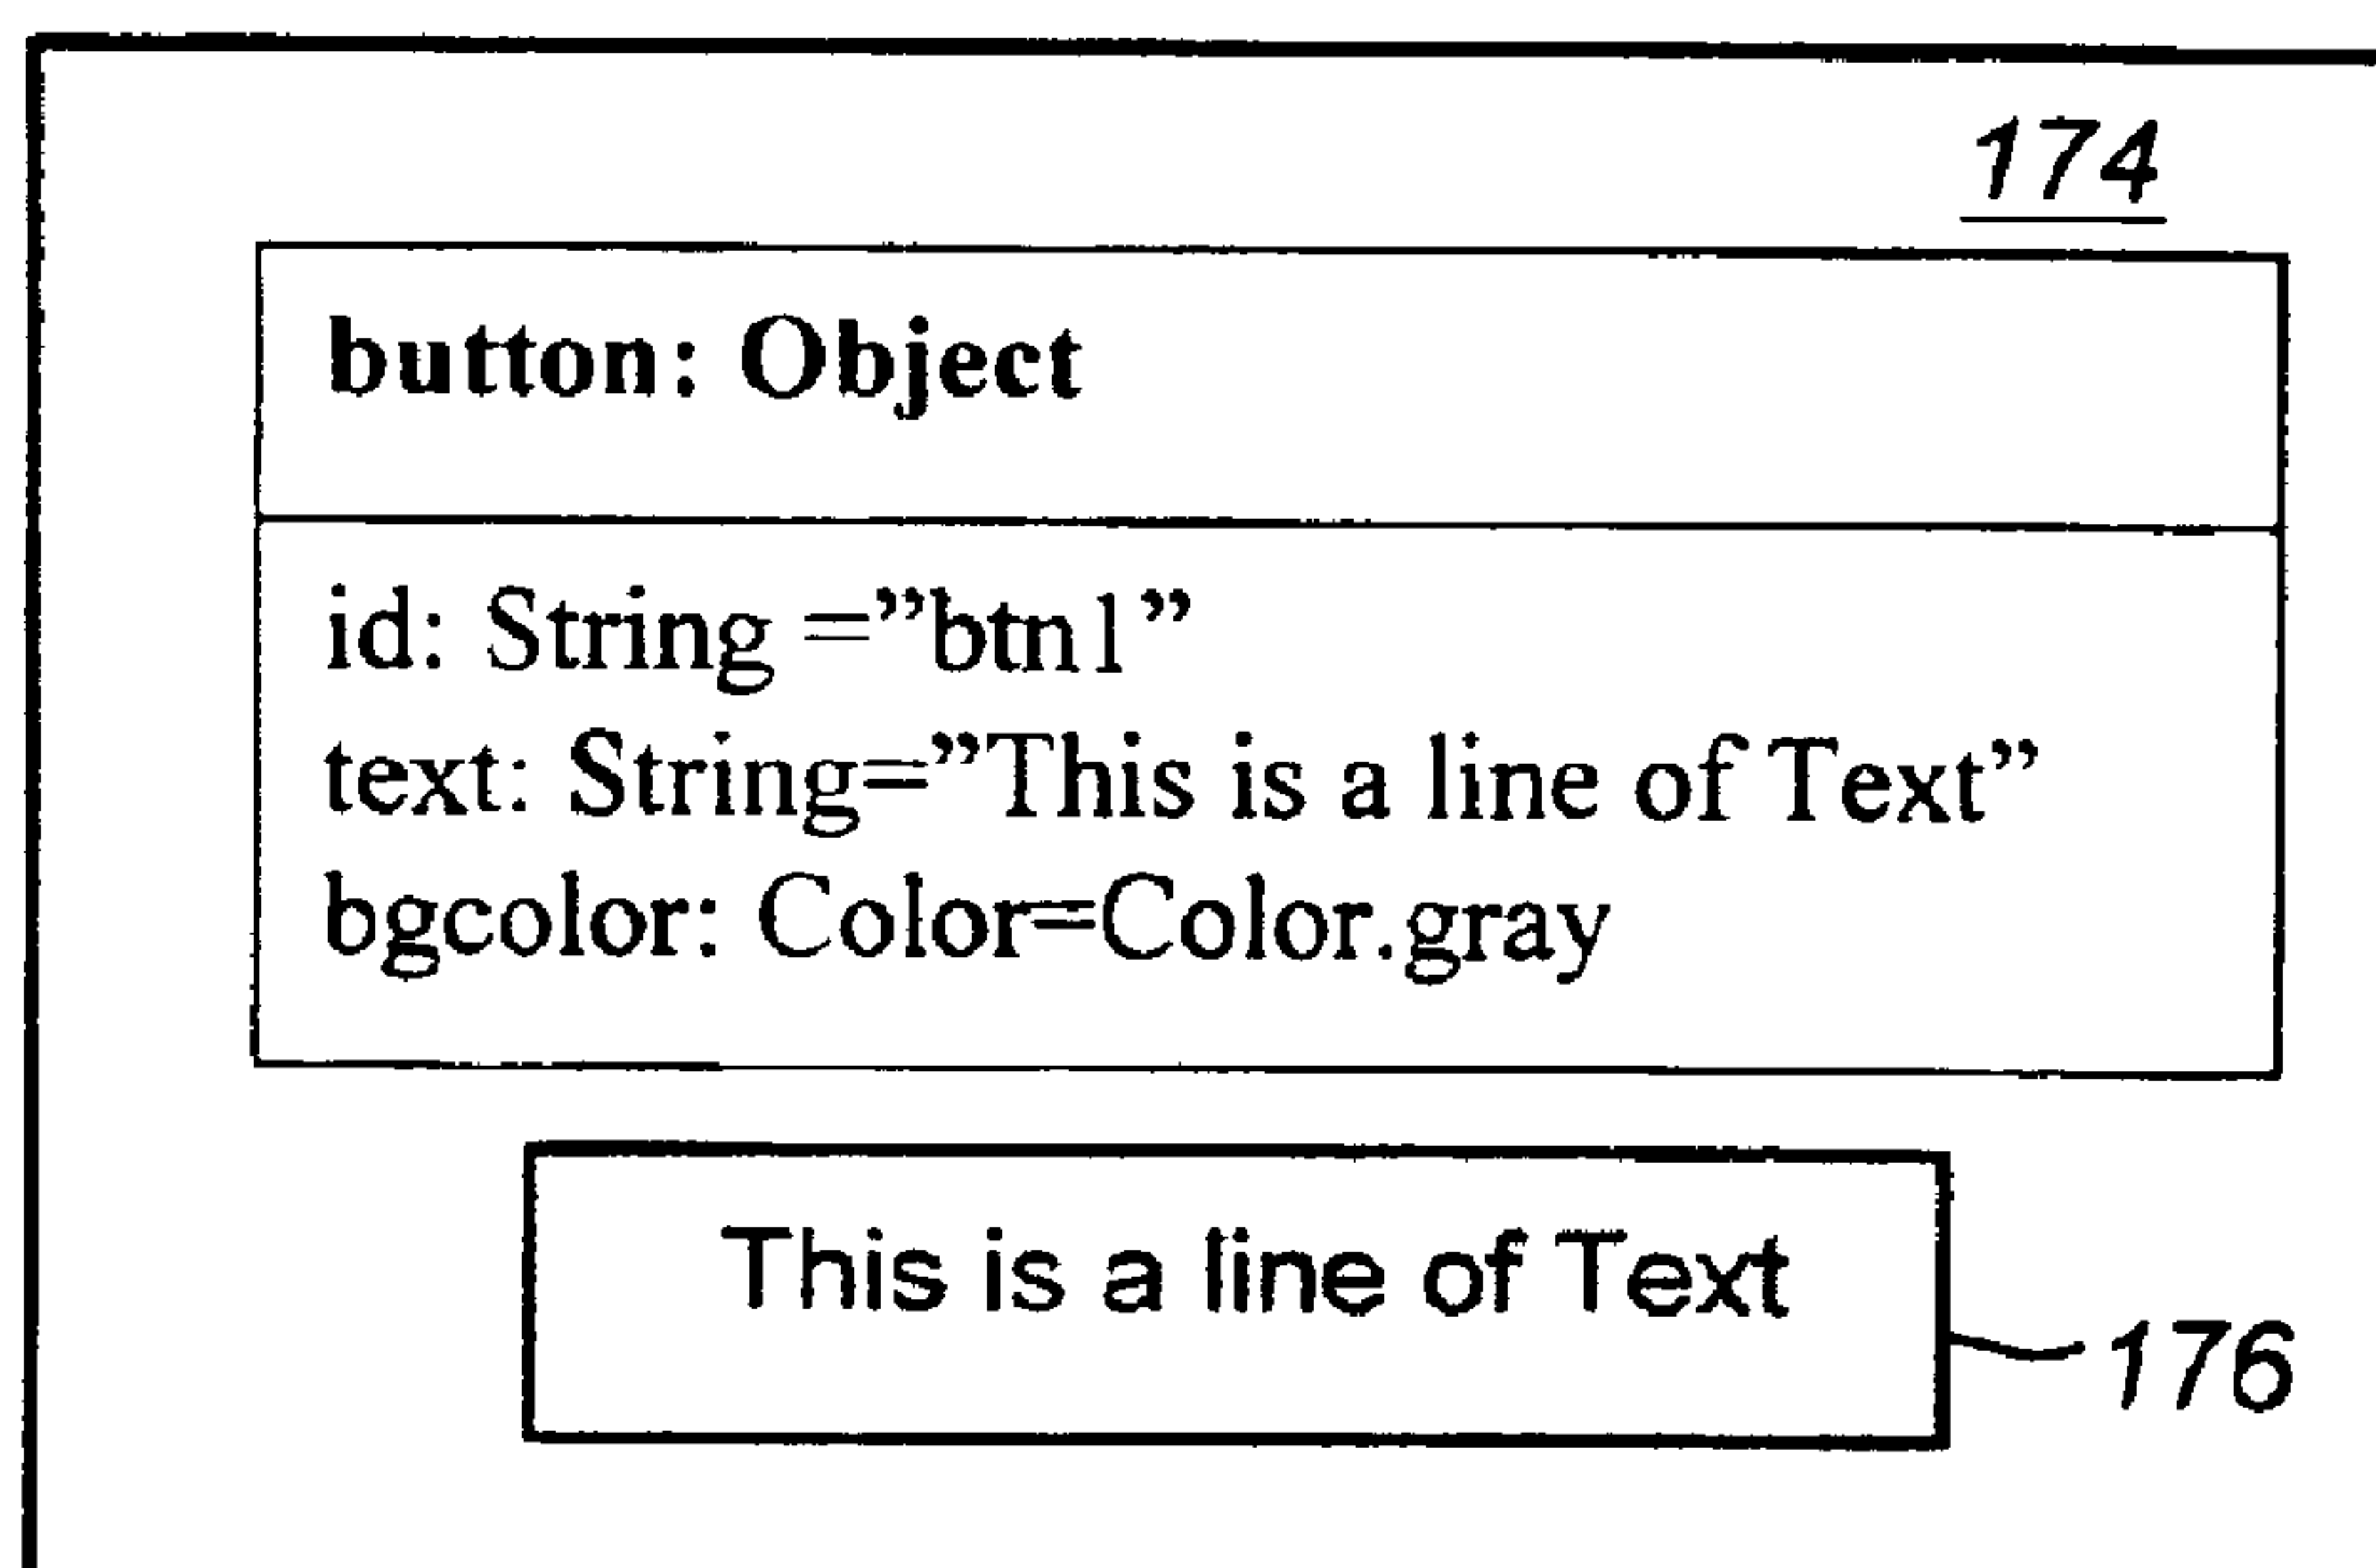 174
button: Object
id: String =”btn1”
text: String=”This is a line of Text”
bgcolor: Color=Color.gray
This is a line of Text
176